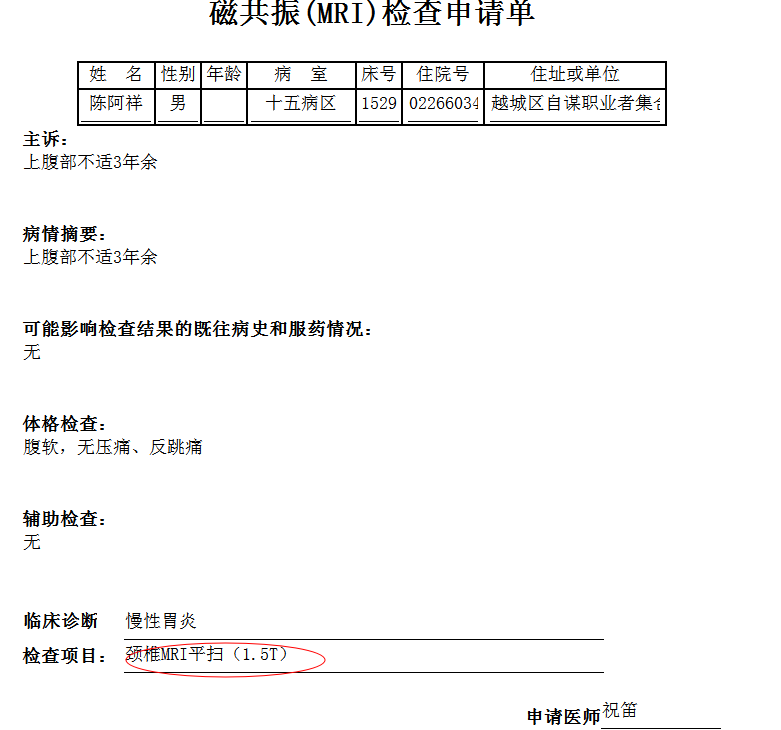 磁共振(MRI)检查申请单
姓 名 性别 年龄 病 室 床号 住院号 住址或单位
陈阿祥 男 十五病区 1529 02266034 越城区自谋职业者集
主诉：
上腹部不适3年余
病情摘要：
上腹部不适3年余
可能影响检查结果的既往病史和服药情况：
无
体格检查：
腹软，无压痛、反跳痛
辅助检查：
无
临床诊断 慢性胃炎
检查项目： 颈椎MRI平扫（1.5T）
申请医师 祝笛